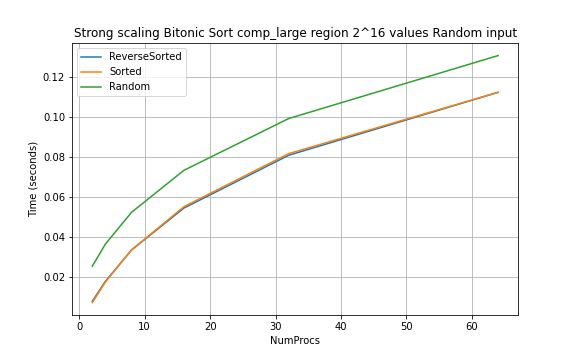 Strong scaling Bitonic Sort comp_large region 2^16 values Random input
ReverseSorted
Sorted
Random
Time (seconds)
0.12
0.10
0.08
0.06
0.04
0.02
0 10 20 30 40 50 60
NumProcs